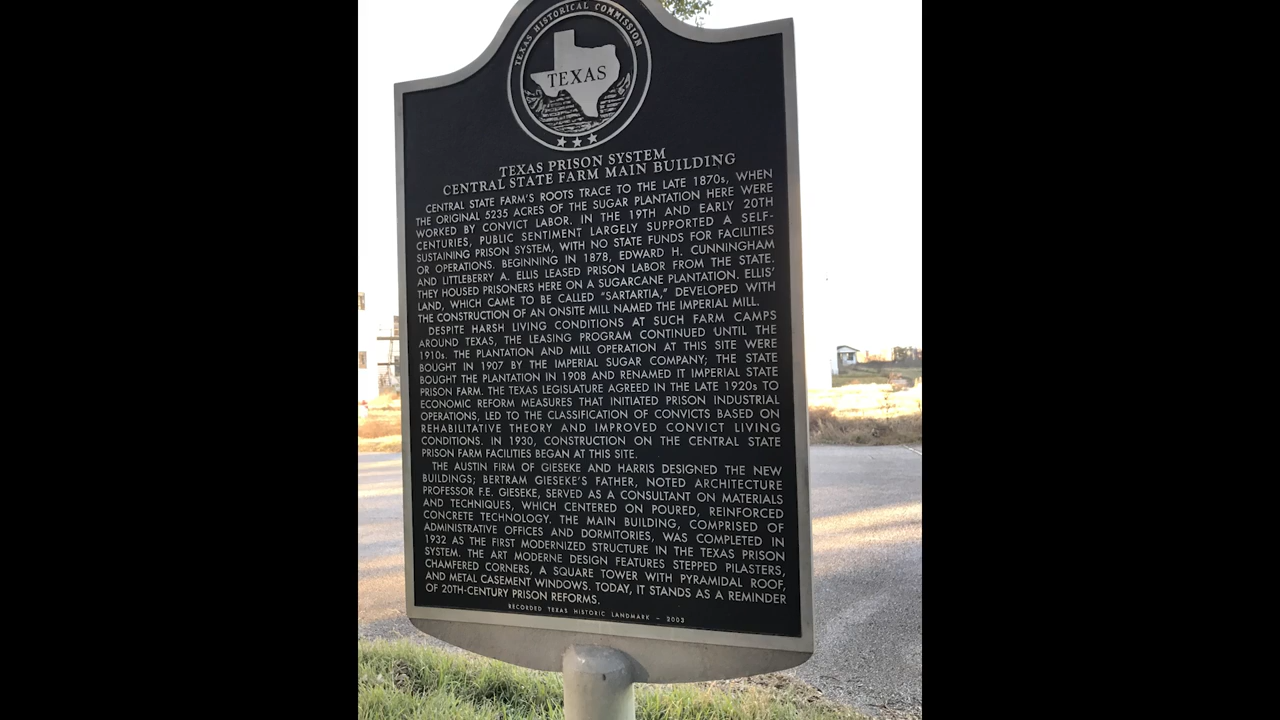 TEXAS HISTORICAL COMMISSION
TEXAS
TEXAS PRISON SYSTEM
CENTRAL STATE FARM MAIN BUILDING
CENTRAL STATE FARM'S ROOTS TRACE TO THE LATE 1870s, WHEN
THE ORIGINAL 5235 ACRES OF THE SUGAR PLANTATION HERE WERE
WORKED BY CONVICT LABOR. IN THE 19TH AND EARLY 20TH
CENTURIES, PUBLIC SENTIMENT LARGELY SUPPORTED A SELF-
SUSTAINING PRISON SYSTEM, WITH NO STATE FUNDS FOR FACILITIES
OR OPERATIONS. BEGINNING IN 1878, EDWARD H. CUNNINGHAM
AND LITTLEBERRY A. ELLIS LEASED PRISON LABOR FROM THE STATE.
THEY HOUSED PRISONERS HERE ON A SUGARCANE PLANTATION. ELLIS'
LAND, WHICH CAME TO BE CALLED “SARTARTIA,” DEVELOPED WITH
THE CONSTRUCTION OF AN ONSITE MILL NAMED THE IMPERIAL MILL.
DESPITE HARSH LIVING CONDITIONS AT SUCH FARM CAMPS
AROUND TEXAS, THE LEASING PROGRAM CONTINUED UNTIL THE
1910s. THE PLANTATION AND MILL OPERATION AT THIS SITE WERE
BOUGHT IN 1907 BY THE IMPERIAL SUGAR COMPANY; THE STATE
BOUGHT THE PLANTATION IN 1908 AND RENAMED IT IMPERIAL STATE
PRISON FARM. THE TEXAS LEGISLATURE AGREED IN THE LATE 1920s TO
ECONOMIC REFORM MEASURES THAT INITIATED PRISON INDUSTRIAL
OPERATIONS, LED TO THE CLASSIFICATION OF CONVICTS BASED ON
REHABILITATIVE THEORY AND IMPROVED CONVICT LIVING
CONDITIONS. IN 1930, CONSTRUCTION ON THE CENTRAL STATE
PRISON FARM FACILITIES BEGAN AT THIS SITE.
THE AUSTIN FIRM OF GIESEKE AND HARRIS DESIGNED THE NEW
BUILDINGS; BERTRAM GIESEKE'S FATHER, NOTED ARCHITECTURE
PROFESSOR F.E. GIESEKE, SERVED AS A CONSULTANT ON MATERIALS
AND TECHNIQUES, WHICH CENTERED ON POURED, REINFORCED
CONCRETE TECHNOLOGY. THE MAIN BUILDING, COMPRISED OF
ADMINISTRATIVE OFFICES AND DORMITORIES, WAS COMPLETED IN
1932 AS THE FIRST MODERNIZED STRUCTURE IN THE TEXAS PRISON
SYSTEM. THE ART MODERNE DESIGN FEATURES STEPPED PILASTERS,
CHAMFERED CORNERS, A SQUARE TOWER WITH PYRAMIDAL ROOF,
AND METAL CASEMENT WINDOWS. TODAY, IT STANDS AS A REMINDER
OF 20TH-CENTURY PRISON REFORMS.
RECORDED TEXAS HISTORIC LANDMARK – 2003